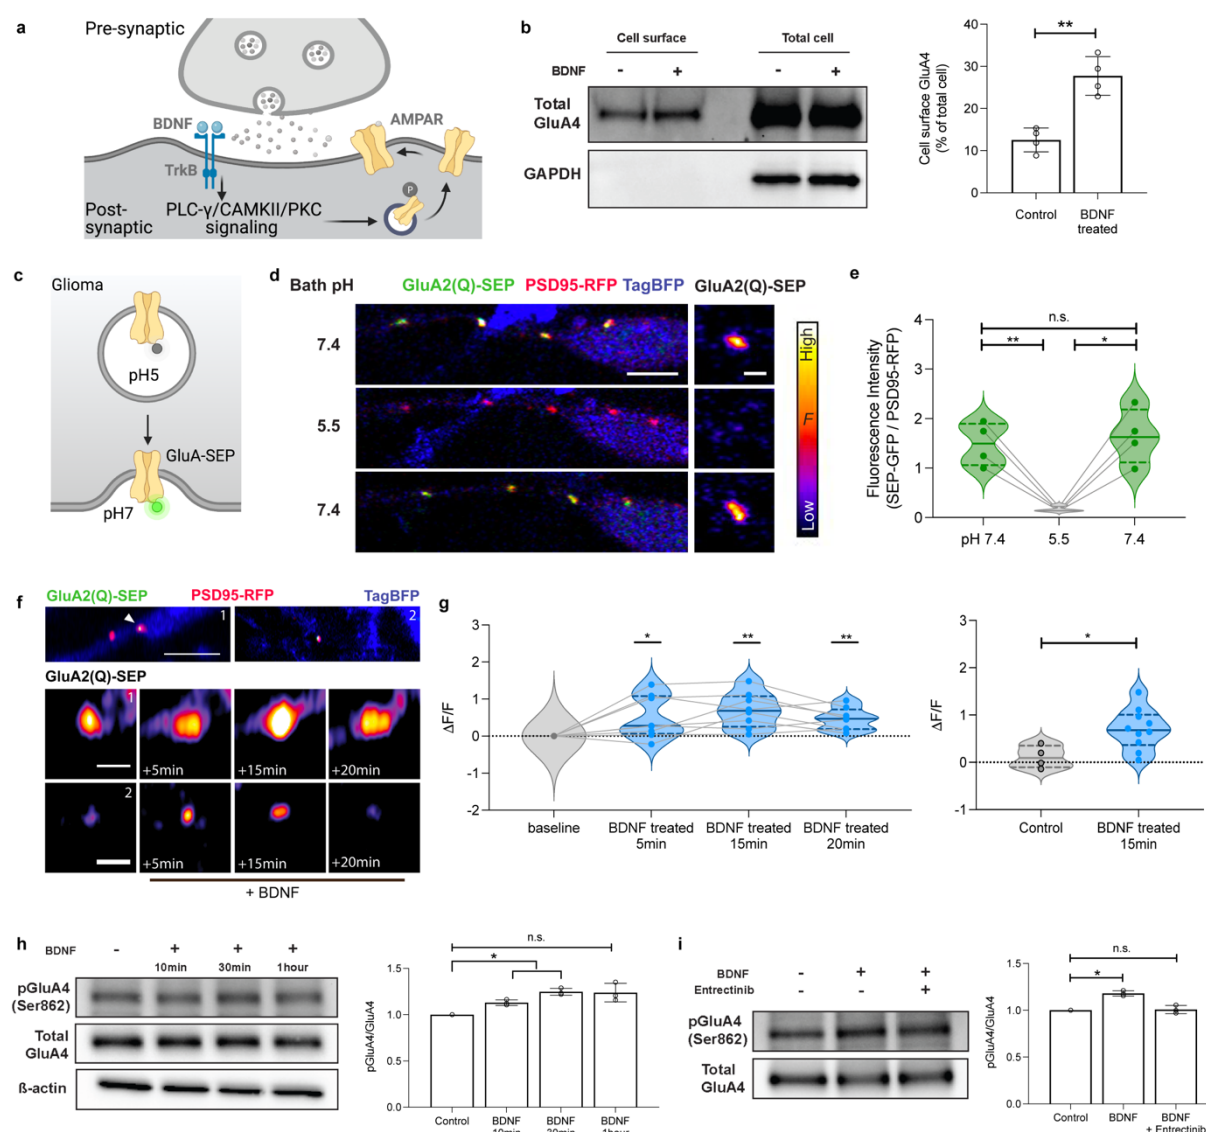 a
Pre-synaptic
BDNF
TrkB
AMPAR
P
Post-
synaptic
PLC-γ/CAMKII/PKC
signaling
b
Cell surface
Total cell
BDNF - + - +
Total
GluA4
GAPDH
Cell surface GluA4
(% of total cell)
40
30
20
10
0
**
Control
BDNF
treated
c
Glioma
pH5
GluA-SEP
pH7
d
Bath pH
GluA2(Q)-SEP PSD95-RFP TagBFP GluA2(Q)-SEP
7.4
5.5
7.4
High
F
Low
e
Fluorescence Intensity
(SEP-GFP / PSD95-RFP)
4
3
2
1
0
n.s.
** *
pH 7.4 5.5 7.4
f
GluA2(Q)-SEP PSD95-RFP TagBFP
1
2
GluA2(Q)-SEP
1
+5min +15min +20min
2
+5min +15min +20min
+ BDNF
g
ΔF/F
3
2
1
0
-1
-2
* ** **
baseline
BDNF treated
5min
BDNF treated
15min
BDNF treated
20min
ΔF/F
3
2
1
0
-1
*
Control
BDNF treated
15min
h
BDNF - + + +
10min 30min 1hour
pGluA4
(Ser862)
Total
GluA4
ß-actin
pGluA4/GluA4
1.5
1.0
0.5
0.0
n.s.
*
Control
BDNF
10min
BDNF
30min
BDNF
1hour
i
BDNF - + +
Entrectinib - - +
pGluA4
(Ser862)
Total
GluA4
pGluA4/GluA4
1.5
1.0
0.5
0.0
n.s.
*
Control
BDNF
BDNF
+ Entrectinib